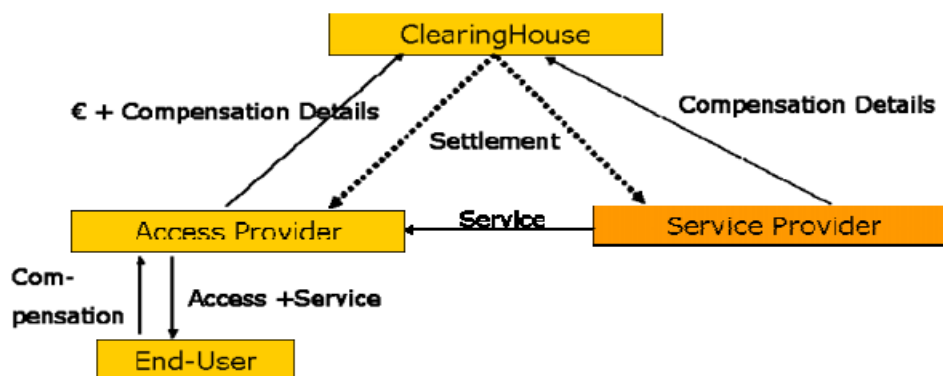 ClearingHouse
€ + Compensation Details
Compensation Details
Settlement
Access Provider
Service
Service Provider
Com-
pensation
Access +Service
End-User